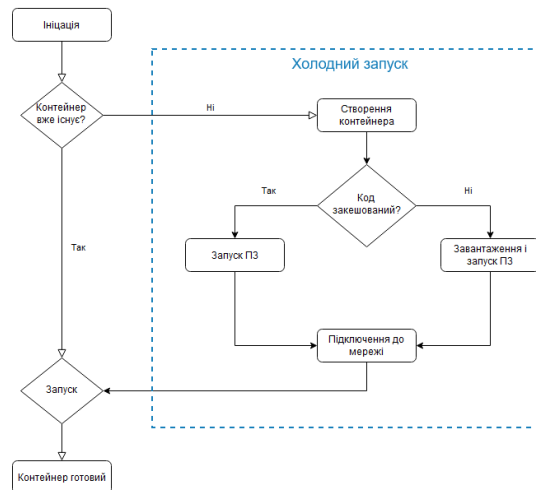 Ініцація
Холодний запуск
Контейнер
вже існує?
Ні
Створення
контейнера
Так
Код
закешований?
Ні
Так
Запуск ПЗ
Завантаження і
запуск ПЗ
Підключення до
мережі
Запуск
Контейнер готовий